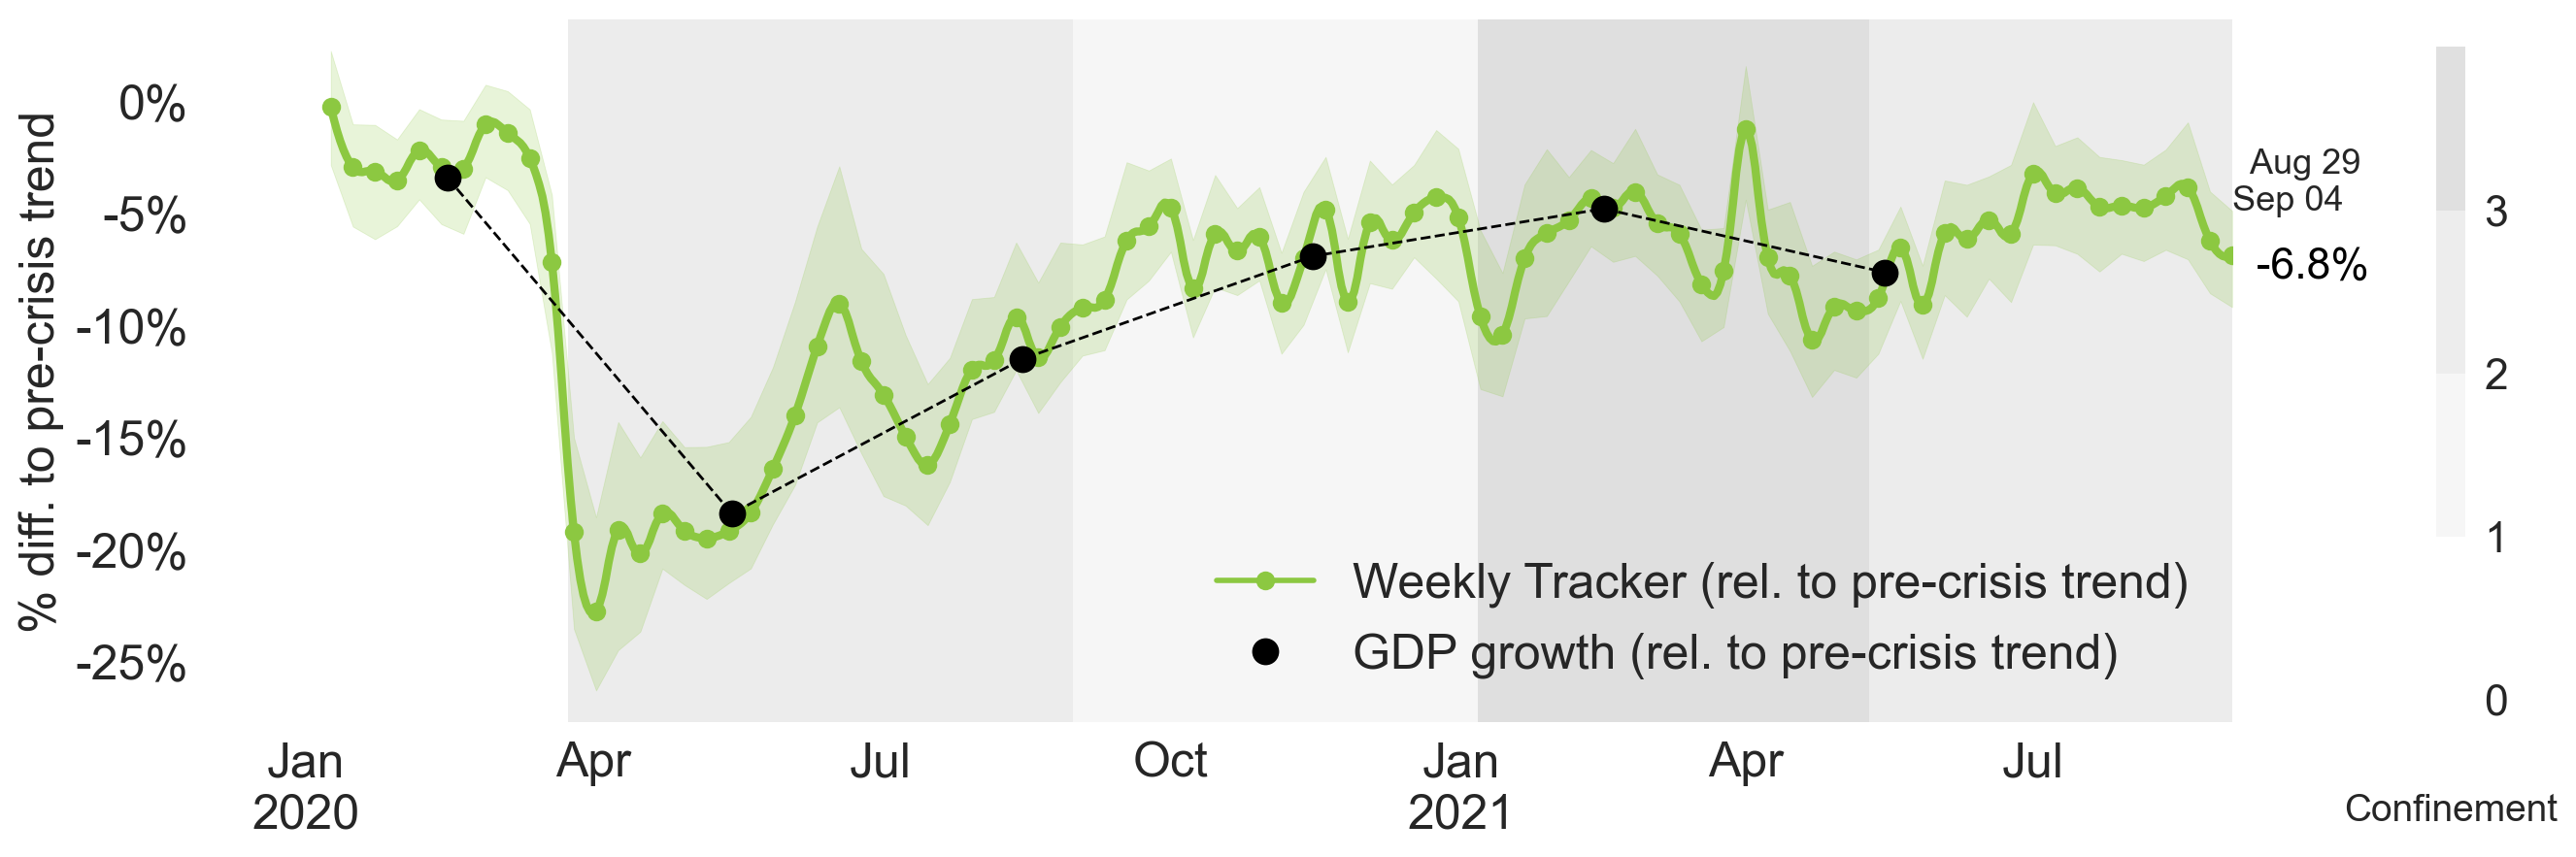 % diff. to pre-crisis trend
0%
-5%
-10%
-15%
-20%
-25%
Jan
2020
Apr
Jul
Oct
Jan
2021
Apr
Jul
Weekly Tracker (rel. to pre-crisis trend)
GDP growth (rel. to pre-crisis trend)
Aug 29
Sep 04
-6.8%
3
2
1
0
Confinement